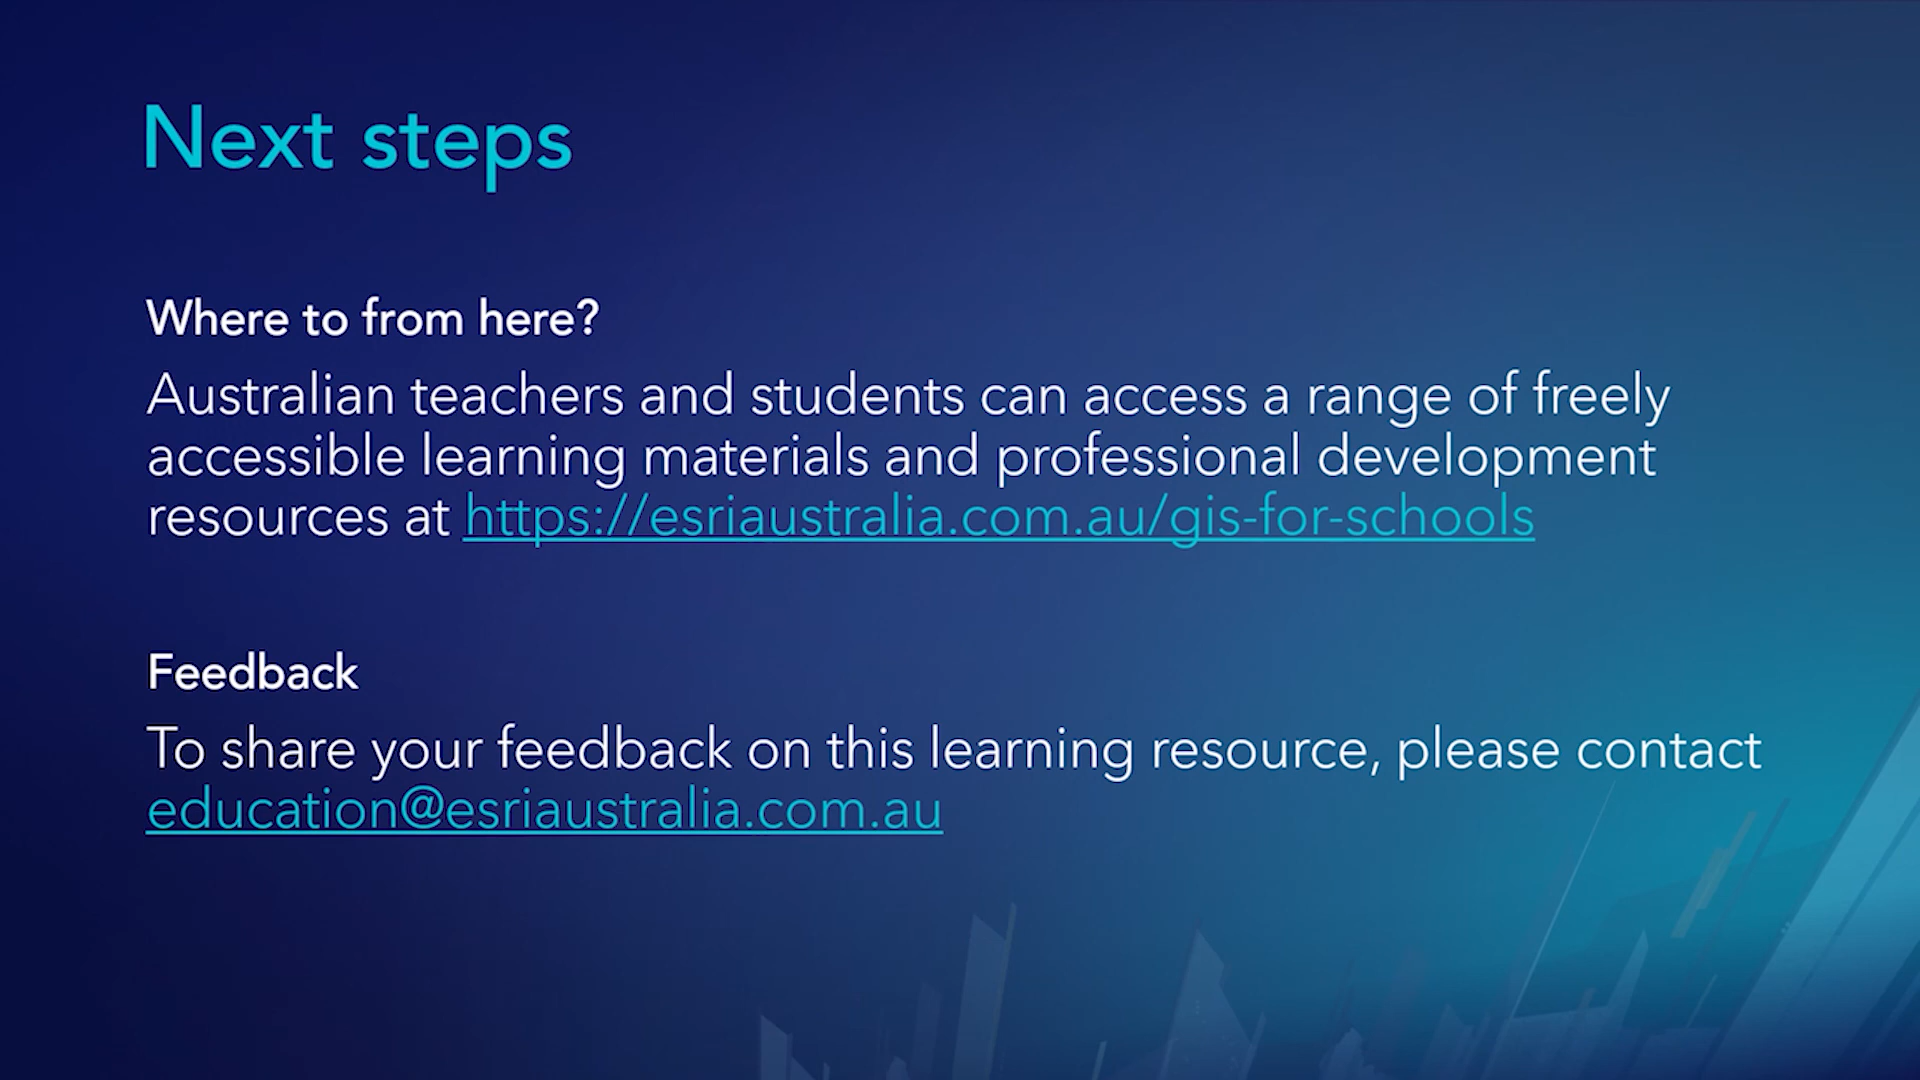 Next steps
Where to from here?
Australian teachers and students can access a range of freely
accessible learning materials and professional development
resources at https://esriaustralia.com.au/gis-for-schools
Feedback
To share your feedback on this learning resource, please contact
education@esriaustralia.com.au